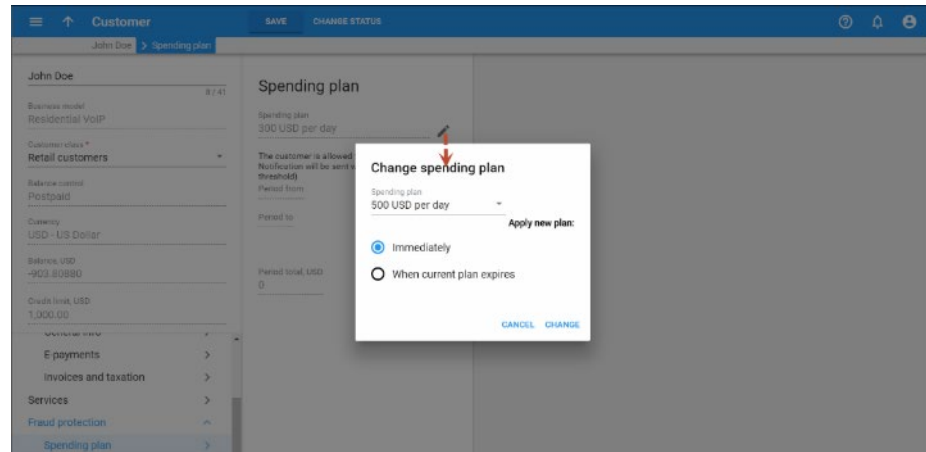 Customer
SAVE
CHANGE STATUS
John Doe
Spending plan
John Doe
8 / 41
Business model
Residential VoIP
Customer class *
Retail customers
Balance control
Postpaid
Currency
USD - US Dollar
Balance, USD
-903.80880
Credit limit, USD
1,000.00
General info
E-payments
Invoices and taxation
Services
Fraud protection
Spending plan
Spending plan
Spending plan
500 USD per day
The customer is allowed
Notification will be sent
threshold)
Period from
Period to
Period total, USD
0
Change spending plan
Spending plan
500 USD per day
Apply new plan:
Immediately
When current plan expires
CANCEL
CHANGE